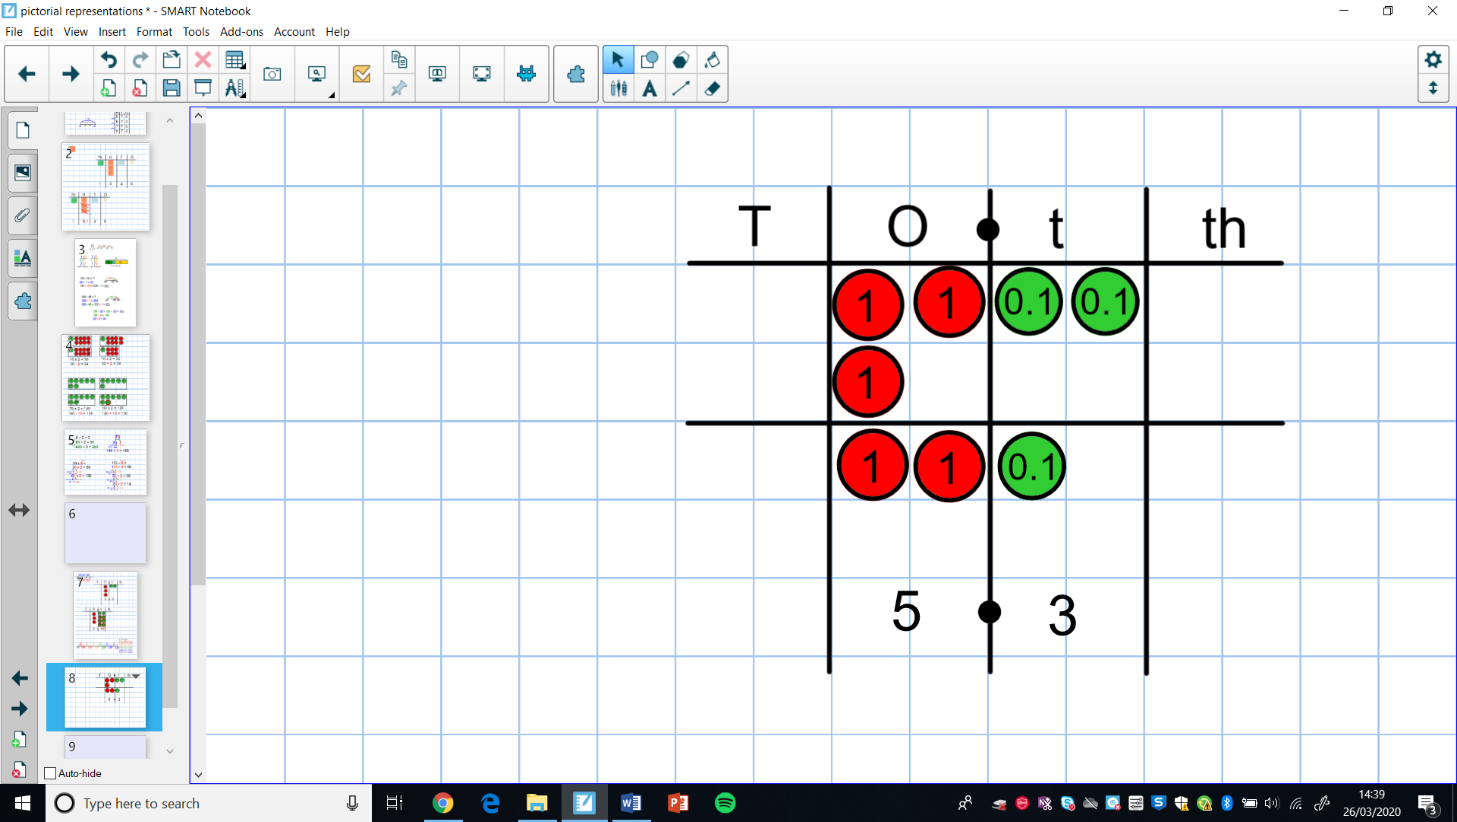 pictorial representations * - SMART Notebook
File Edit View Insert Format Tools Add-ons Account Help
2
3
4
5
6
7
8
9
Auto-hide
T O • t th
1 1 0.1 0.1
1
1 1 0.1
5 • 3
Type here to search
14:39
26/03/2020
3